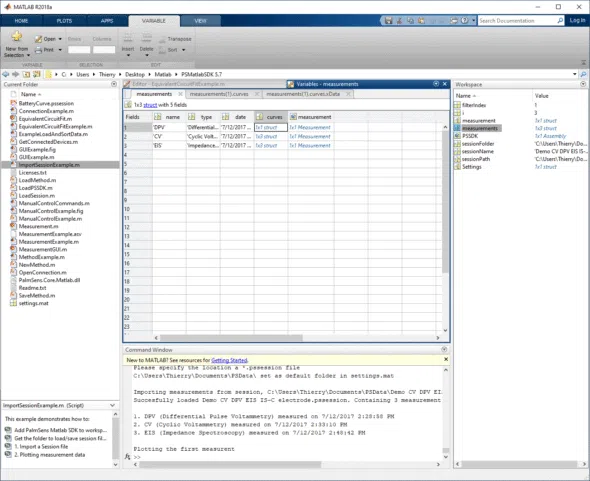 MATLAB R2018a
HOME PLOTS APPS VARIABLE VIEW
Search Documentation Log In
New from Selection
Open Rows Columns
Print
Insert Delete Transpose
Sort
VARIABLE SELECTION EDIT
C: Users Thierry Desktop Matlab PSMatlabSDK 5.7
Current Folder
Name
BatteryCurve.pssession
ConnectionExample.m
EquivalentCircuitFit.m
EquivalentCircuitFitExample.m
ExampleLoadAndSortData.m
GetConnectedDevices.m
GUIExample.fig
GUIExample.m
ImportSessionExample.m
Licenses.txt
LoadMethod.m
LoadPSSDK.m
LoadSession.m
ManualControlCommands.m
ManualControlExample.fig
ManualControlExample.m
Measurement.m
MeasurementExample.asv
MeasurementExample.m
MeasurementGUI.m
MethodExample.m
NewMethod.m
OpenConnection.m
PalmSens.Core.Matlab.dll
Readme.txt
SaveMethod.m
settings.mat
ImportSessionExample.m (Script)
This example demonstrates how to:
Add PalmSens Matlab SDK to worksp...
Get the folder to load/save session fil...
1. Import a Session file
2. Plotting measurement data
Editor - EquivalentCircuitFitExample.m
Variables - measurements
measurements measurements(1).curves measurements(1).curves.xData
1x3 struct with 5 fields
Fields name type date curves measurement
1 'DPV' 'Differential... '7/12/2017 ... 1x1 struct 1x1 Measurement
2 'CV' 'Cyclic Volt... '7/12/2017 ... 1x3 struct 1x1 Measurement
3 'EIS' 'Impedance... '7/12/2017 ... 1x2 struct 1x1 Measurement
4
5
6
7
8
9
10
11
12
13
14
15
16
17
18
19
20
21
22
23
Command Window
New to MATLAB? See resources for Getting Started.
Please specify the location a *.pssession file
C:\Users\Thierry\Documents\PSData\ set as default folder in settings.mat
Importing measurements from session, C:\Users\Thierry\Documents\PSData\Demo CV DPV EI
Successfully loaded Demo CV DPV EIS IS-C electrode.pssession. Containing 3 measurement
1. DPV (Differential Pulse Voltammetry) measured on 7/12/2017 2:28:58 PM
2. CV (Cyclic Voltammetry) measured on 7/12/2017 2:33:10 PM
3. EIS (Impedance Spectroscopy) measured on 7/12/2017 2:48:42 PM
Plotting the first measurent
fx >>
Workspace
Name Value
filterIndex 1
i 3
measurement 1x1 struct
measurements 1x3 struct
PSSDK 1x1 Assembly
sessionFolder 'C:\Users\Thierry\Do...
sessionName 'Demo CV DPV EIS IS-...
sessionPath 'C:\Users\Thierry\Do...
Settings 1x1 struct